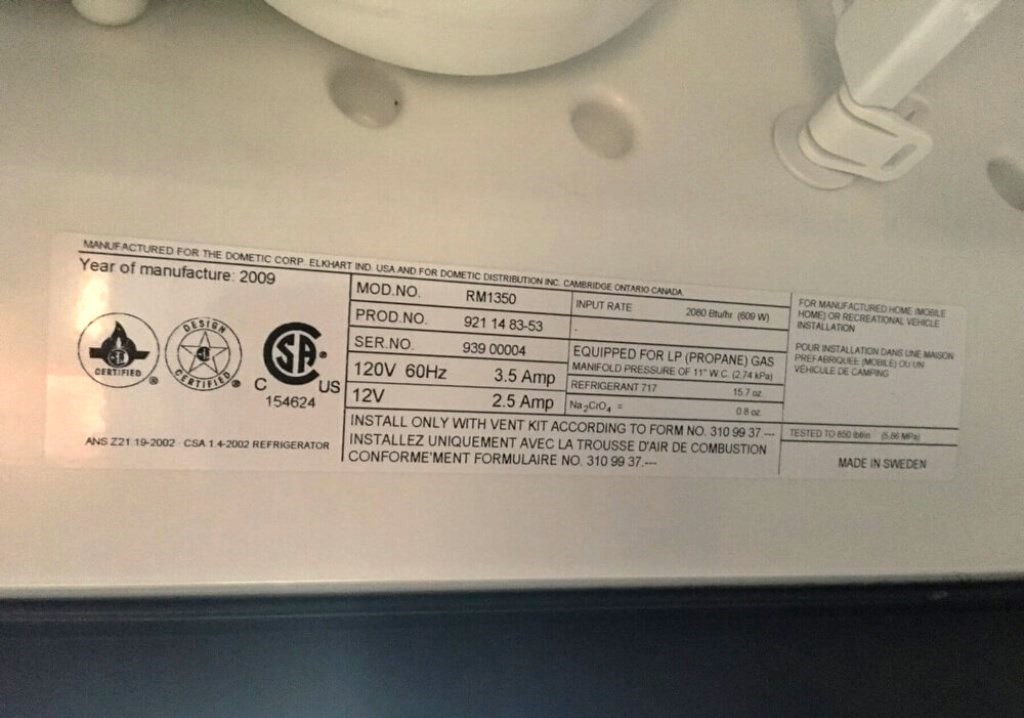 MANUFACTURED FOR THE DOMETIC CORP. ELKHART IND. USA AND FOR DOMETIC DISTRIBUTION INC. CAMBRIDGE ONTARIO CANADA.
Year of manufacture: 2009
CERTIFIED ®
DESIGN
CERTIFIED ®
SA
C US
154624
ANS Z21.19-2002 CSA 1.4-2002 REFRIGERATOR
MOD.NO. RM1350
PROD.NO. 921 14 83-53
SER.NO. 939 00004
120V 60Hz 3.5 Amp
12V 2.5 Amp
INPUT RATE 2080 Btu/hr (609 W)
EQUIPPED FOR LP (PROPANE) GAS
MANIFOLD PRESSURE OF 11" W.C. (2.74 kPa)
REFRIGERANT 717 15.7 oz.
Na2CrO4 = 0.8 oz.
INSTALL ONLY WITH VENT KIT ACCORDING TO FORM NO. 310 99 37.---
INSTALLEZ UNIQUEMENT AVEC LA TROUSSE D'AIR DE COMBUSTION
CONFORME'MENT FORMULAIRE NO. 310 99 37.---
FOR MANUFACTURED HOME (MOBILE
HOME) OR RECREATIONAL VEHICLE
INSTALLATION
POUR INSTALLATION DANS UNE MAISON
PREFABRIQUEE (MOBILE) OU UN
VEHICULE DE CAMPING
TESTED TO 850 lb/in (5.86 MPa)
MADE IN SWEDEN